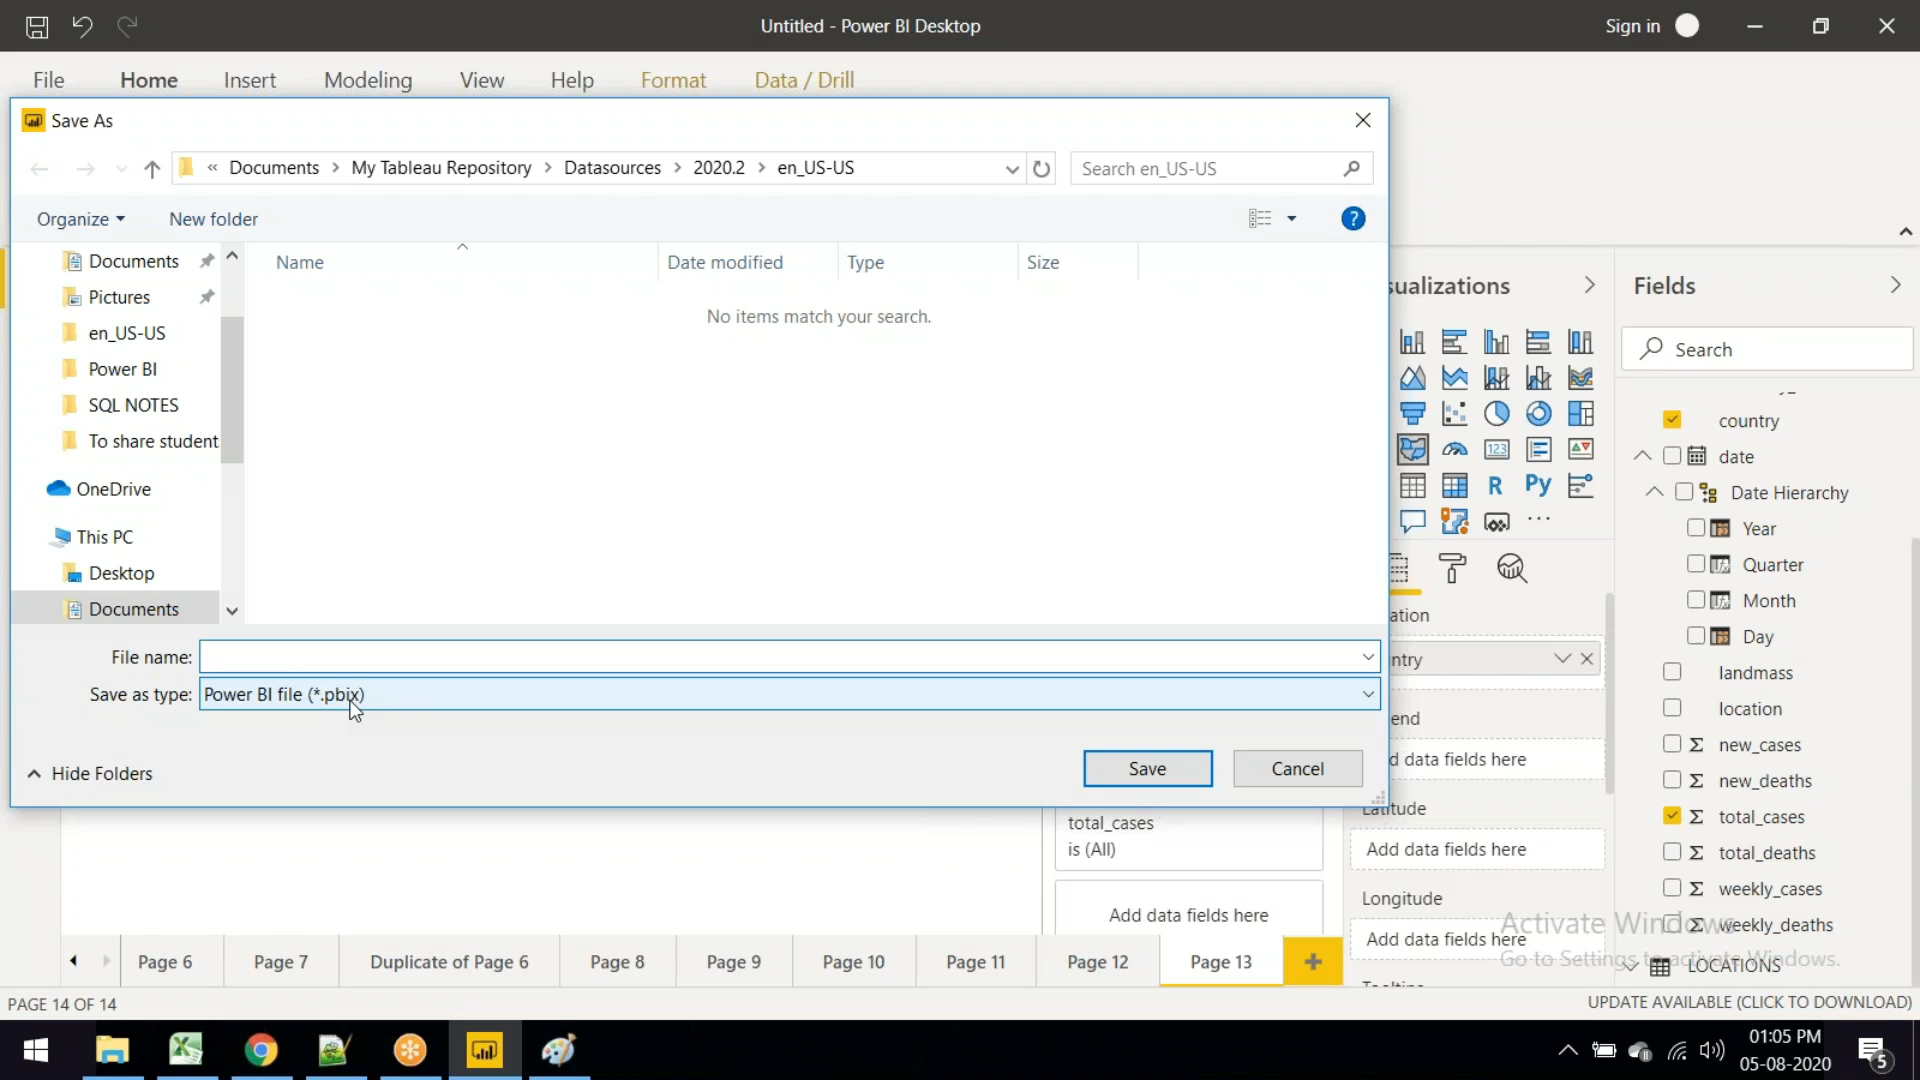 Untitled - Power BI Desktop
Sign in
File Home Insert Modeling View Help Format Data / Drill
Save As
« Documents > My Tableau Repository > Datasources > 2020.2 > en_US-US
Search en_US-US
Organize New folder
?
Name Date modified Type Size
No items match your search.
Documents
Pictures
en_US-US
Power BI
SQL NOTES
To share student
OneDrive
This PC
Desktop
Documents
File name:
Save as type: Power BI file (*.pbix)
Hide Folders
Save Cancel
sualizations
123
R Py
ation
ntry
end
d data fields here
Latitude
Add data fields here
Longitude
Add data fields here
Fields
Search
country
date
Date Hierarchy
Year
Quarter
Month
Day
landmass
location
Σ new_cases
Σ new_deaths
Σ total_cases
Σ total_deaths
Σ weekly_cases
Σ weekly_deaths
LOCATIONS
Activate Windows
Go to Settings to activate Windows.
total_cases
is (All)
Add data fields here
Page 6 Page 7 Duplicate of Page 6 Page 8 Page 9 Page 10 Page 11 Page 12 Page 13 +
PAGE 14 OF 14
UPDATE AVAILABLE (CLICK TO DOWNLOAD)
01:05 PM
05-08-2020
5